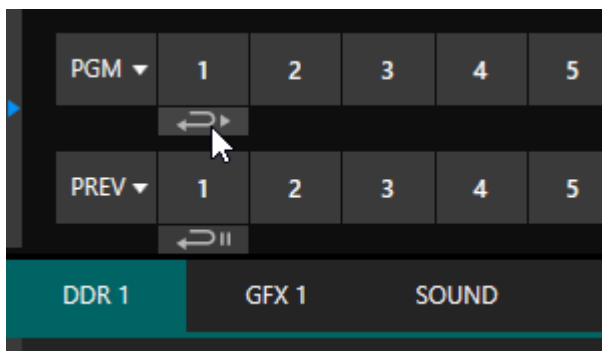 PGM 1 2 3 4 5
PREV 1 2 3 4 5
DDR 1 GFX 1 SOUND